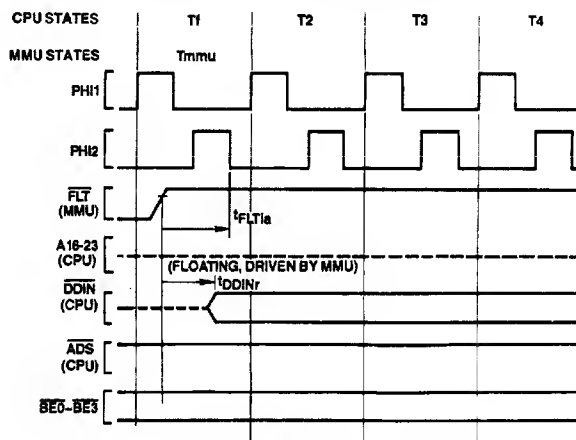 CPU STATES Tf T2 T3 T4
MMU STATES Tmmu
PHI1
PHI2
FLT
(MMU)
tFLTIa
A16-23
(CPU)
(FLOATING, DRIVEN BY MMU)
tDDINr
DDIN
(CPU)
ADS
(CPU)
BE0-BE3